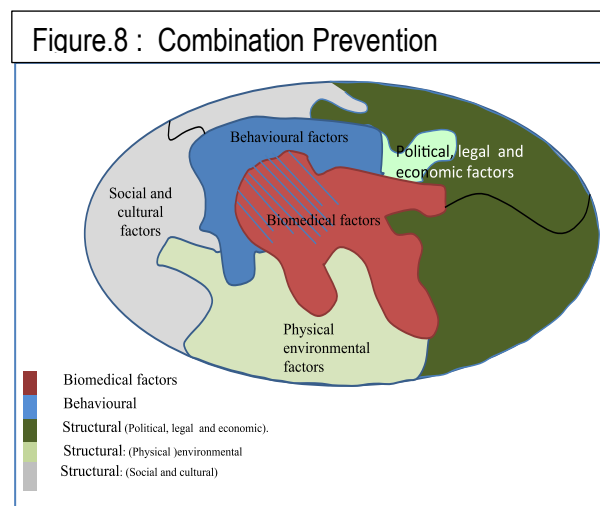 Figure.8 : Combination Prevention
Behavioural factors
Political, legal and
economic factors
Social and
cultural
factors
Biomedical factors
Physical
environmental
factors
Biomedical factors
Behavioural
Structural (Political, legal and economic).
Structural: (Physical )environmental
Structural: (Social and cultural)